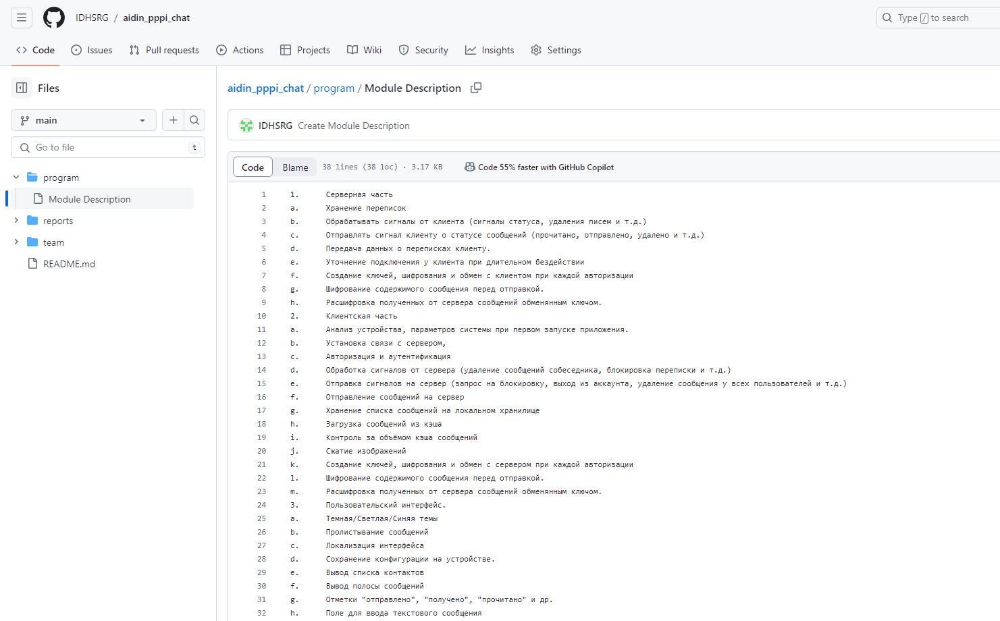 IDHSRG / aidin_pppi_chat
Type / to search
Code Issues Pull requests Actions Projects Wiki Security Insights Settings
Files
main
Go to file t
program
Module Description
reports
team
README.md
aidin_pppi_chat / program / Module Description
IDHSRG Create Module Description
Code Blame 38 lines (38 loc) · 3.17 KB Code 55% faster with GitHub Copilot
1 1. Серверная часть
2 a. Хранение переписок
3 b. Обрабатывать сигналы от клиента (сигналы статуса, удаления писем и т.д.)
4 c. Отправлять сигнал клиенту о статусе сообщений (прочитано, отправлено, удалено и т.д.)
5 d. Передача данных о переписках клиенту.
6 e. Уточнение подключения у клиента при длительном бездействии
7 f. Создание ключей, шифрования и обмен с клиентом при каждой авторизации
8 g. Шифрование содержимого сообщения перед отправкой.
9 h. Расшифровка полученных от сервера сообщений обменянным ключом.
10 2. Клиентская часть
11 a. Анализ устройства, параметров системы при первом запуске приложения.
12 b. Установка связи с сервером,
13 c. Авторизация и аутентификация
14 d. Обработка сигналов от сервера (удаление сообщений собеседника, блокировка переписки и т.д.)
15 e. Отправка сигналов на сервер (запрос на блокировку, выход из аккаунта, удаление сообщения у всех пользователей и т.д.)
16 f. Отправление сообщений на сервер
17 g. Хранение списка сообщений на локальном хранилище
18 h. Загрузка сообщений из кэша
19 i. Контроль за объёмом кэша сообщений
20 j. Сжатие изображений
21 k. Создание ключей, шифрования и обмен с сервером при каждой авторизации
22 l. Шифрование содержимого сообщения перед отправкой.
23 m. Расшифровка полученных от сервера сообщений обменянным ключом.
24 3. Пользовательский интерфейс.
25 a. Темная/Светлая/Синяя темы
26 b. Пролистывание сообщений
27 c. Локализация интерфейса
28 d. Сохранение конфигурации на устройстве.
29 e. Вывод списка контактов
30 f. Вывод полосы сообщений
31 g. Отметки "отправлено", "получено", "прочитано" и др.
32 h. Поле для ввода текстового сообщения